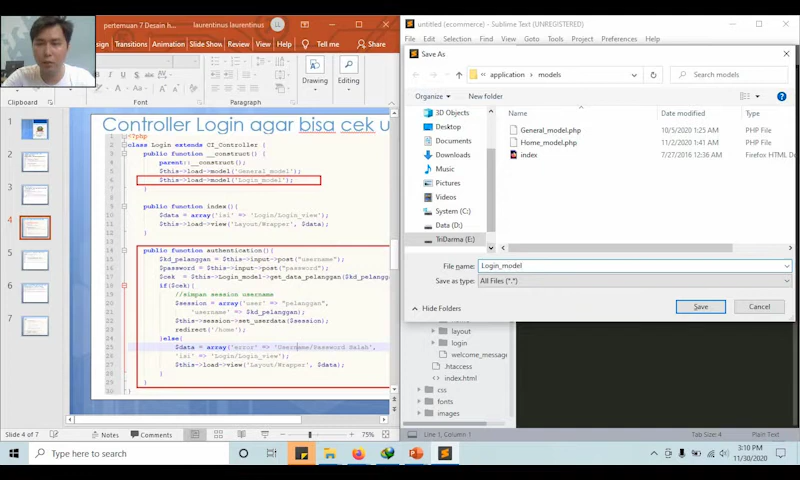 pertemuan 7 Desain h...
laurentinus laurentinus
sign
Transitions
Animation
Slide Show
Review
View
Help
Tell me
Share
Drawing
Editing
Clipboard
Font
Paragraph
1
2
3
4
5
6
7
Controller Login agar bisa cek u
<?php
class Login extends CI_Controller {
public function __construct() {
parent::__construct();
$this->load->model('General_model');
$this->load->model('Login_model');
}
public function index(){
$data = array('isi' => 'Login/Login_view');
$this->load->view('Layout/Wrapper', $data);
}
public function authentication(){
$kd_pelanggan = $this->input->post("username");
$password = $this->input->post("password");
$cek = $this->Login_model->get_data_pelanggan($kd_pelangga
if($cek){
//simpan session username
$session = array('user' => "pelanggan",
'username' => $kd_pelanggan);
$this->session->set_userdata($session);
redirect('/home');
}else{
$data = array('error' => 'Username/Password Salah',
'isi' => 'Login/Login_view');
$this->load->view('Layout/Wrapper', $data);
}
}
}
Slide 4 of 7
Notes
Comments
75%
untitled (ecommerce) - Sublime Text (UNREGISTERED)
File Edit Selection Find View Goto Tools Project Preferences Help
Save As
« application > models
Search models
Organize
New folder
3D Objects
Desktop
Documents
Downloads
Music
Pictures
Videos
System (C:)
Data (D:)
TriDarma (E:)
Name
Date modified
Type
General_model.php 10/5/2020 1:25 AM PHP File
Home_model.php 11/2/2020 1:41 AM PHP File
index 7/27/2016 12:36 AM Firefox HTML D
File name: Login_model
Save as type: All Files (*.*)
Hide Folders
Save
Cancel
layout
login
welcome_message
.htaccess
index.html
css
fonts
images
Line 1, Column 1
Tab Size: 4
Plain Text
Type here to search
3:10 PM
11/30/2020